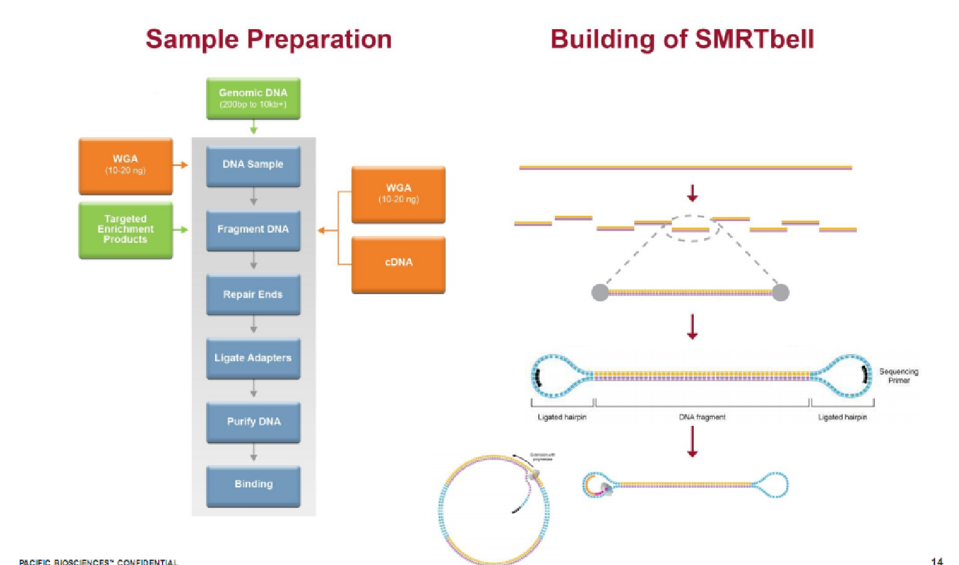 Sample Preparation
Building of SMRTbell
Genomic DNA
(200bp to 10kb+)
WGA
(10-20 ng)
DNA Sample
WGA
(10-20 ng)
Targeted
Enrichment
Products
Fragment DNA
cDNA
Repair Ends
Ligate Adapters
Purify DNA
Binding
Sequencing
Primer
Ligated hairpin
DNA fragment
Ligated hairpin
PACIFIC BIOSCIENCES™ CONFIDENTIAL
14